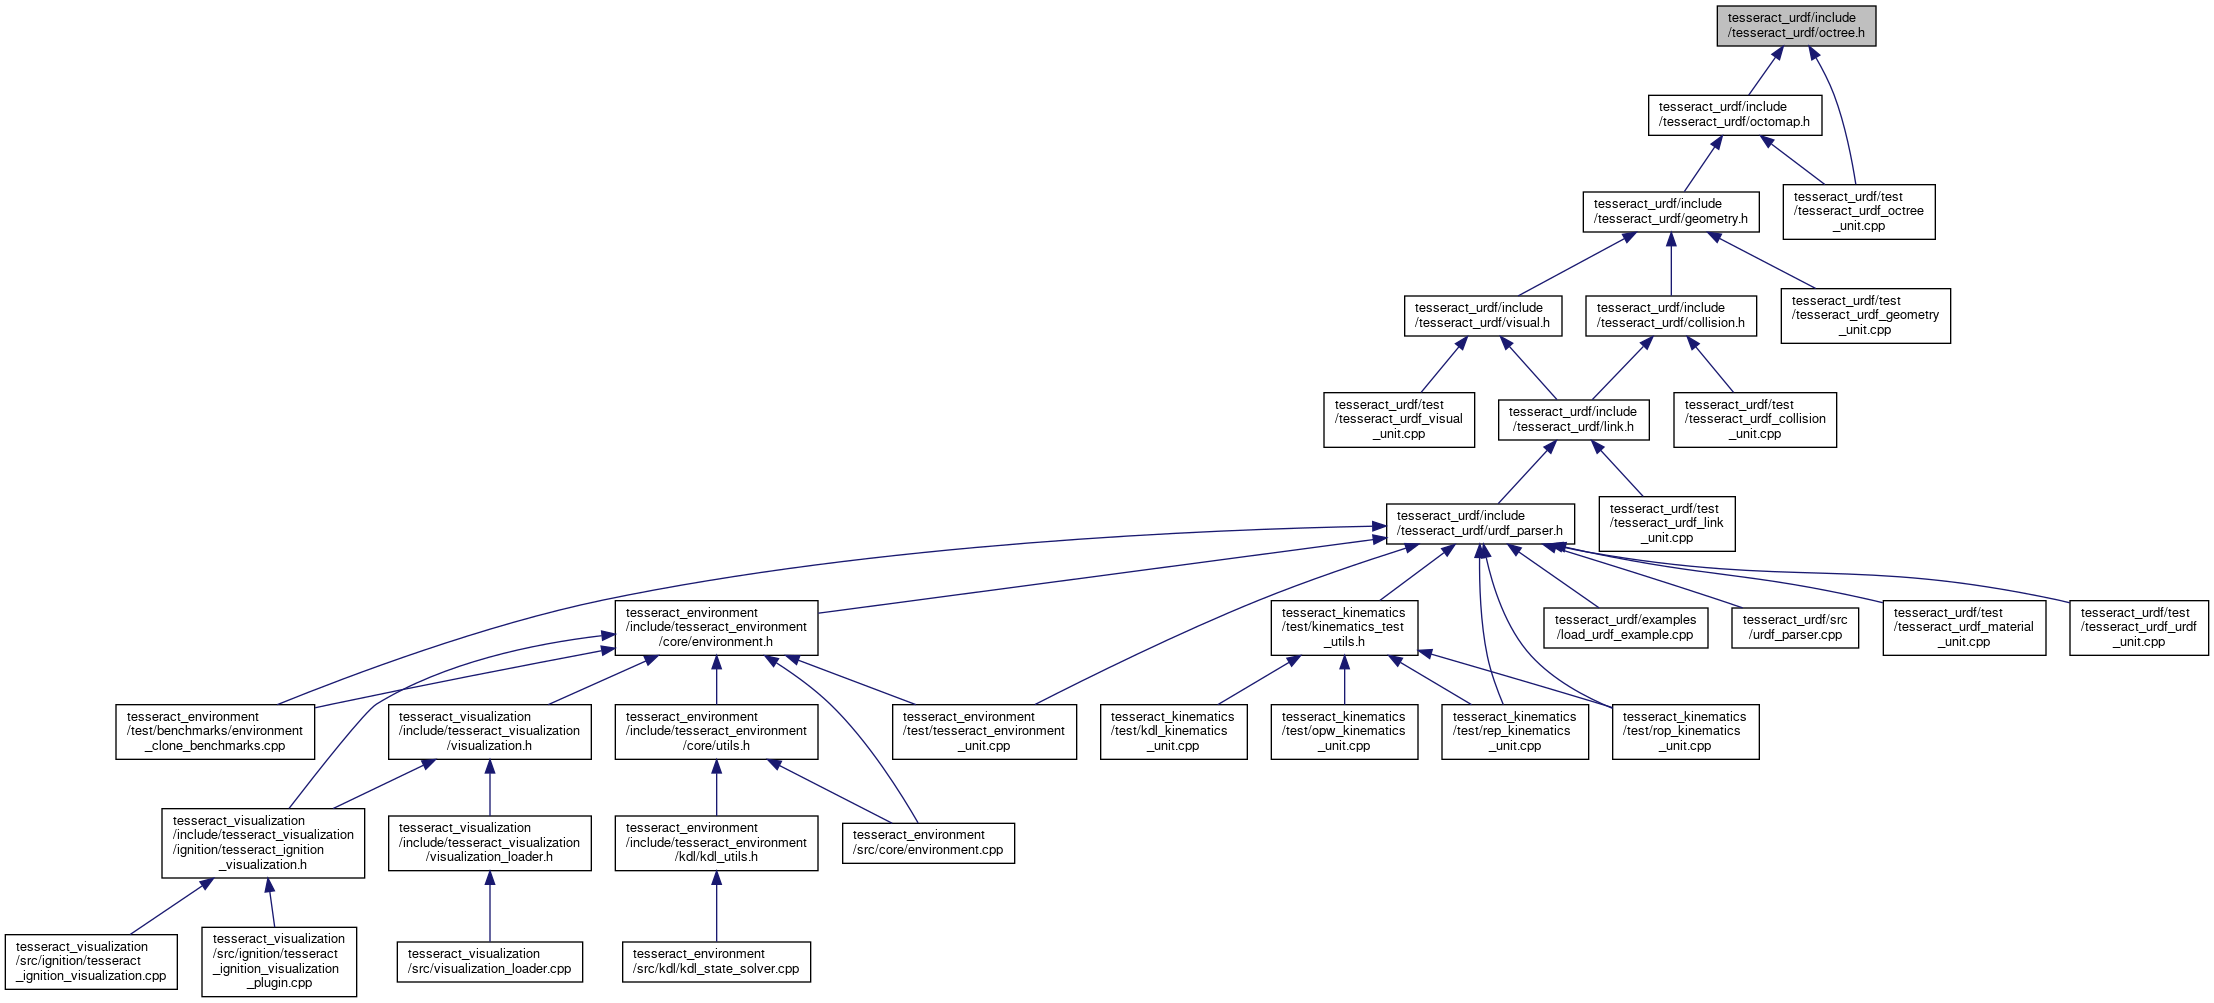 tesseract_urdf/include
/tesseract_urdf/octree.h
tesseract_urdf/include
/tesseract_urdf/octomap.h
tesseract_urdf/include
/tesseract_urdf/geometry.h
tesseract_urdf/test
/tesseract_urdf_octree
_unit.cpp
tesseract_urdf/include
/tesseract_urdf/visual.h
tesseract_urdf/include
/tesseract_urdf/collision.h
tesseract_urdf/test
/tesseract_urdf_geometry
_unit.cpp
tesseract_urdf/test
/tesseract_urdf_visual
_unit.cpp
tesseract_urdf/include
/tesseract_urdf/link.h
tesseract_urdf/test
/tesseract_urdf_collision
_unit.cpp
tesseract_urdf/include
/tesseract_urdf/urdf_parser.h
tesseract_urdf/test
/tesseract_urdf_link
_unit.cpp
tesseract_environment
/include/tesseract_environment
/core/environment.h
tesseract_kinematics
/test/kinematics_test
_utils.h
tesseract_urdf/examples
/load_urdf_example.cpp
tesseract_urdf/src
/urdf_parser.cpp
tesseract_urdf/test
/tesseract_urdf_material
_unit.cpp
tesseract_urdf/test
/tesseract_urdf_urdf
_unit.cpp
tesseract_environment
/test/benchmarks/environment
_clone_benchmarks.cpp
tesseract_visualization
/include/tesseract_visualization
/visualization.h
tesseract_environment
/include/tesseract_environment
/core/utils.h
tesseract_environment
/test/tesseract_environment
_unit.cpp
tesseract_kinematics
/test/kdl_kinematics
_unit.cpp
tesseract_kinematics
/test/opw_kinematics
_unit.cpp
tesseract_kinematics
/test/rep_kinematics
_unit.cpp
tesseract_kinematics
/test/rop_kinematics
_unit.cpp
tesseract_visualization
/include/tesseract_visualization
/ignition/tesseract_ignition
_visualization.h
tesseract_visualization
/include/tesseract_visualization
/visualization_loader.h
tesseract_environment
/include/tesseract_environment
/kdl/kdl_utils.h
tesseract_environment
/src/core/environment.cpp
tesseract_visualization
/src/ignition/tesseract
_ignition_visualization.cpp
tesseract_visualization
/src/ignition/tesseract
_ignition_visualization
_plugin.cpp
tesseract_visualization
/src/visualization_loader.cpp
tesseract_environment
/src/kdl/kdl_state_solver.cpp